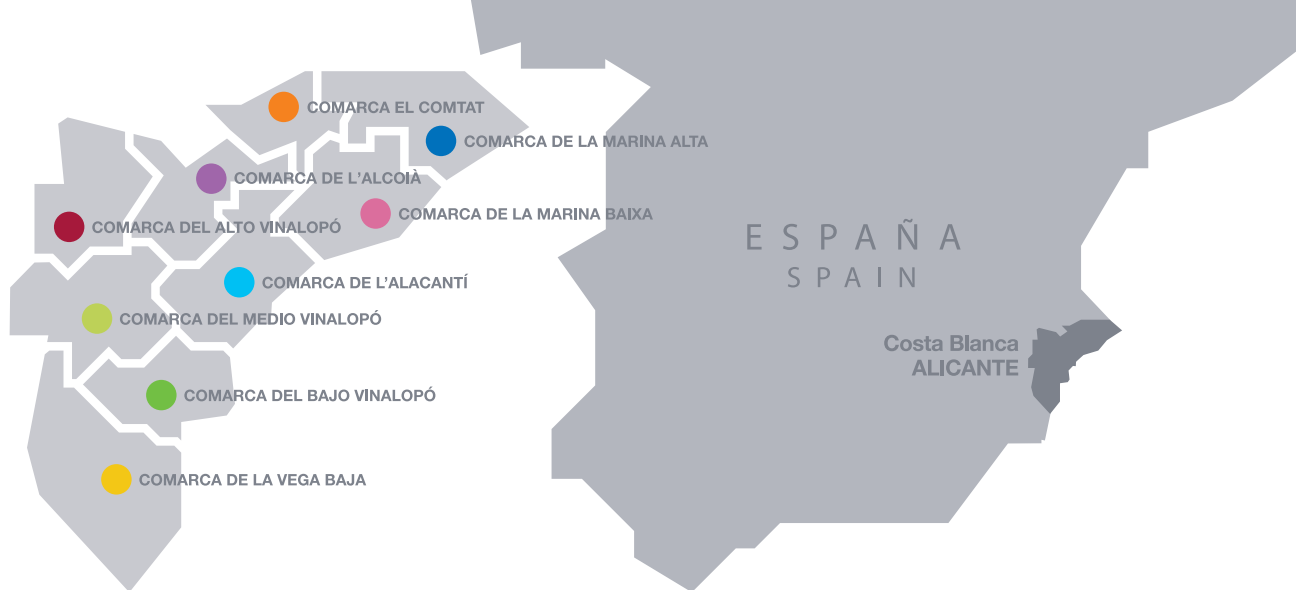 COMARCA EL COMTAT
COMARCA DE LA MARINA ALTA
COMARCA DE L’ALCOIÀ
COMARCA DE LA MARINA BAIXA
COMARCA DEL ALTO VINALOPÓ
COMARCA DE L’ALACANTÍ
COMARCA DEL MEDIO VINALOPÓ
COMARCA DEL BAJO VINALOPÓ
COMARCA DE LA VEGA BAJA
ESPAÑA
SPAIN
Costa Blanca
ALICANTE